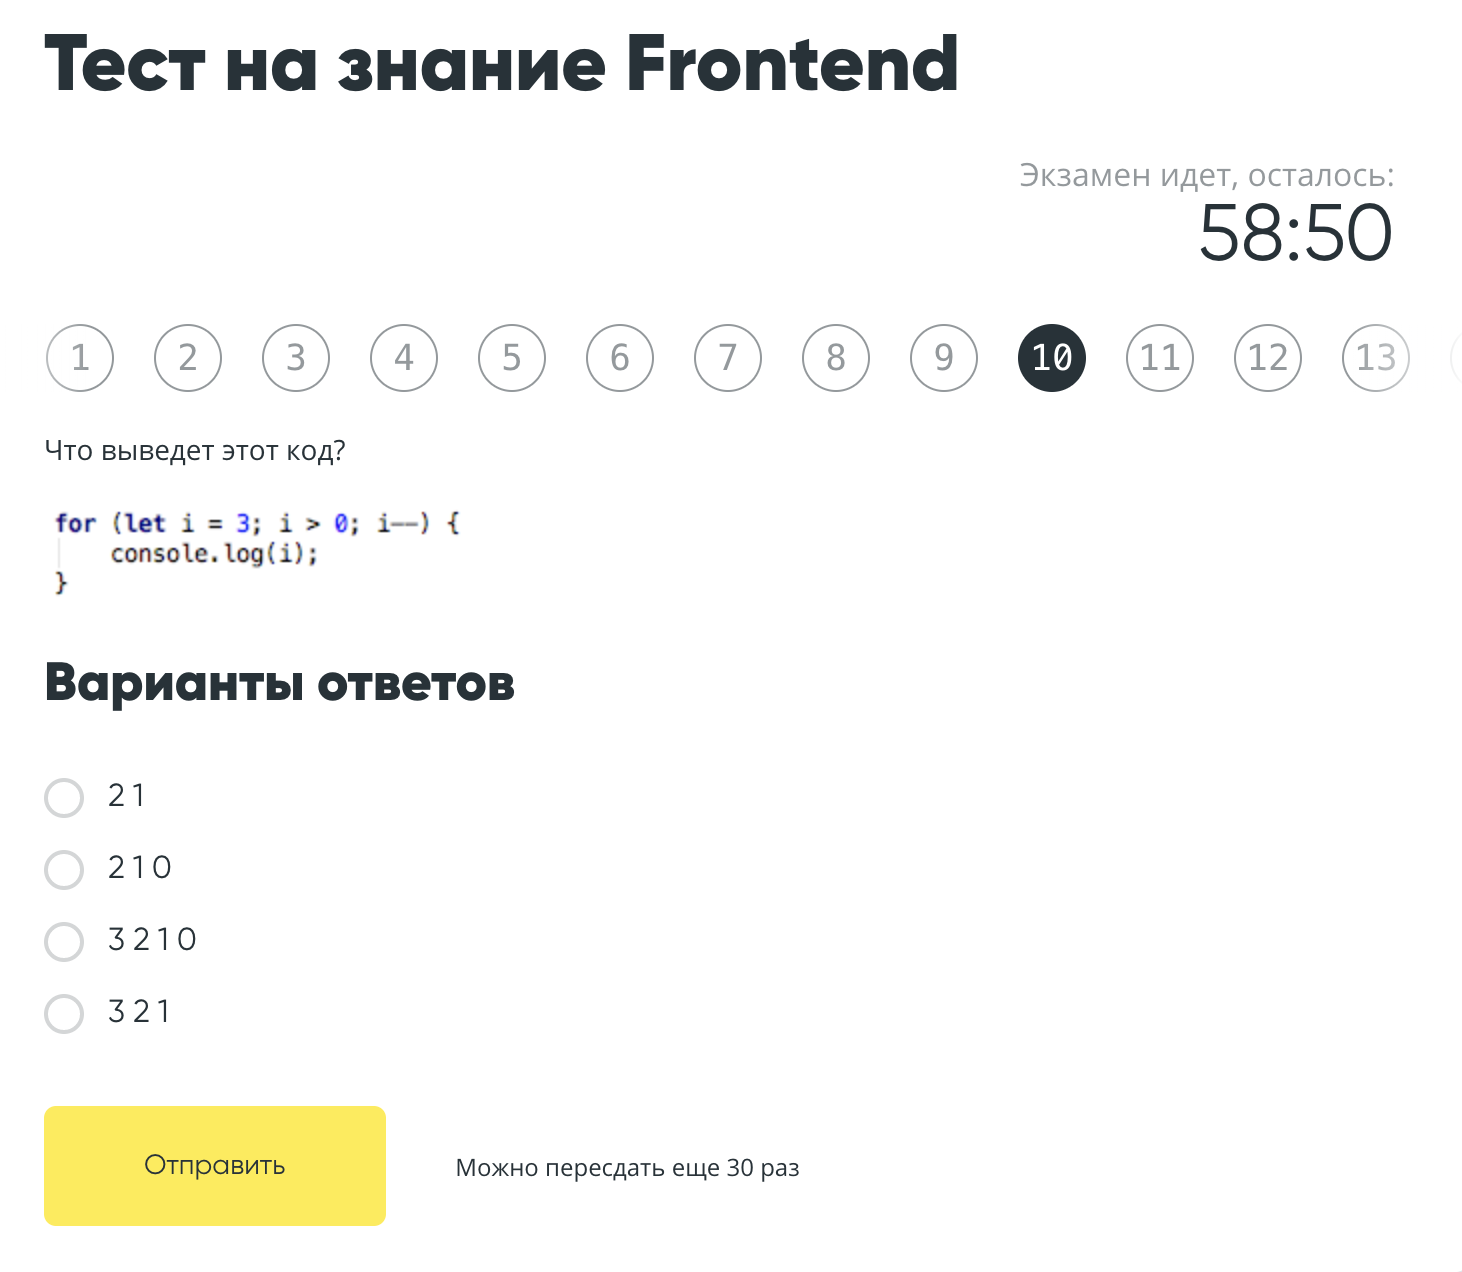 Тест на знание Frontend
Экзамен идет, осталось:
58:50
1 2 3 4 5 6 7 8 9 10 11 12 13
Что выведет этот код?
for (let i = 3; i > 0; i--) {
    console.log(i);
}
Варианты ответов
2 1
2 1 0
3 2 1 0
3 2 1
Отправить
Можно пересдать еще 30 раз